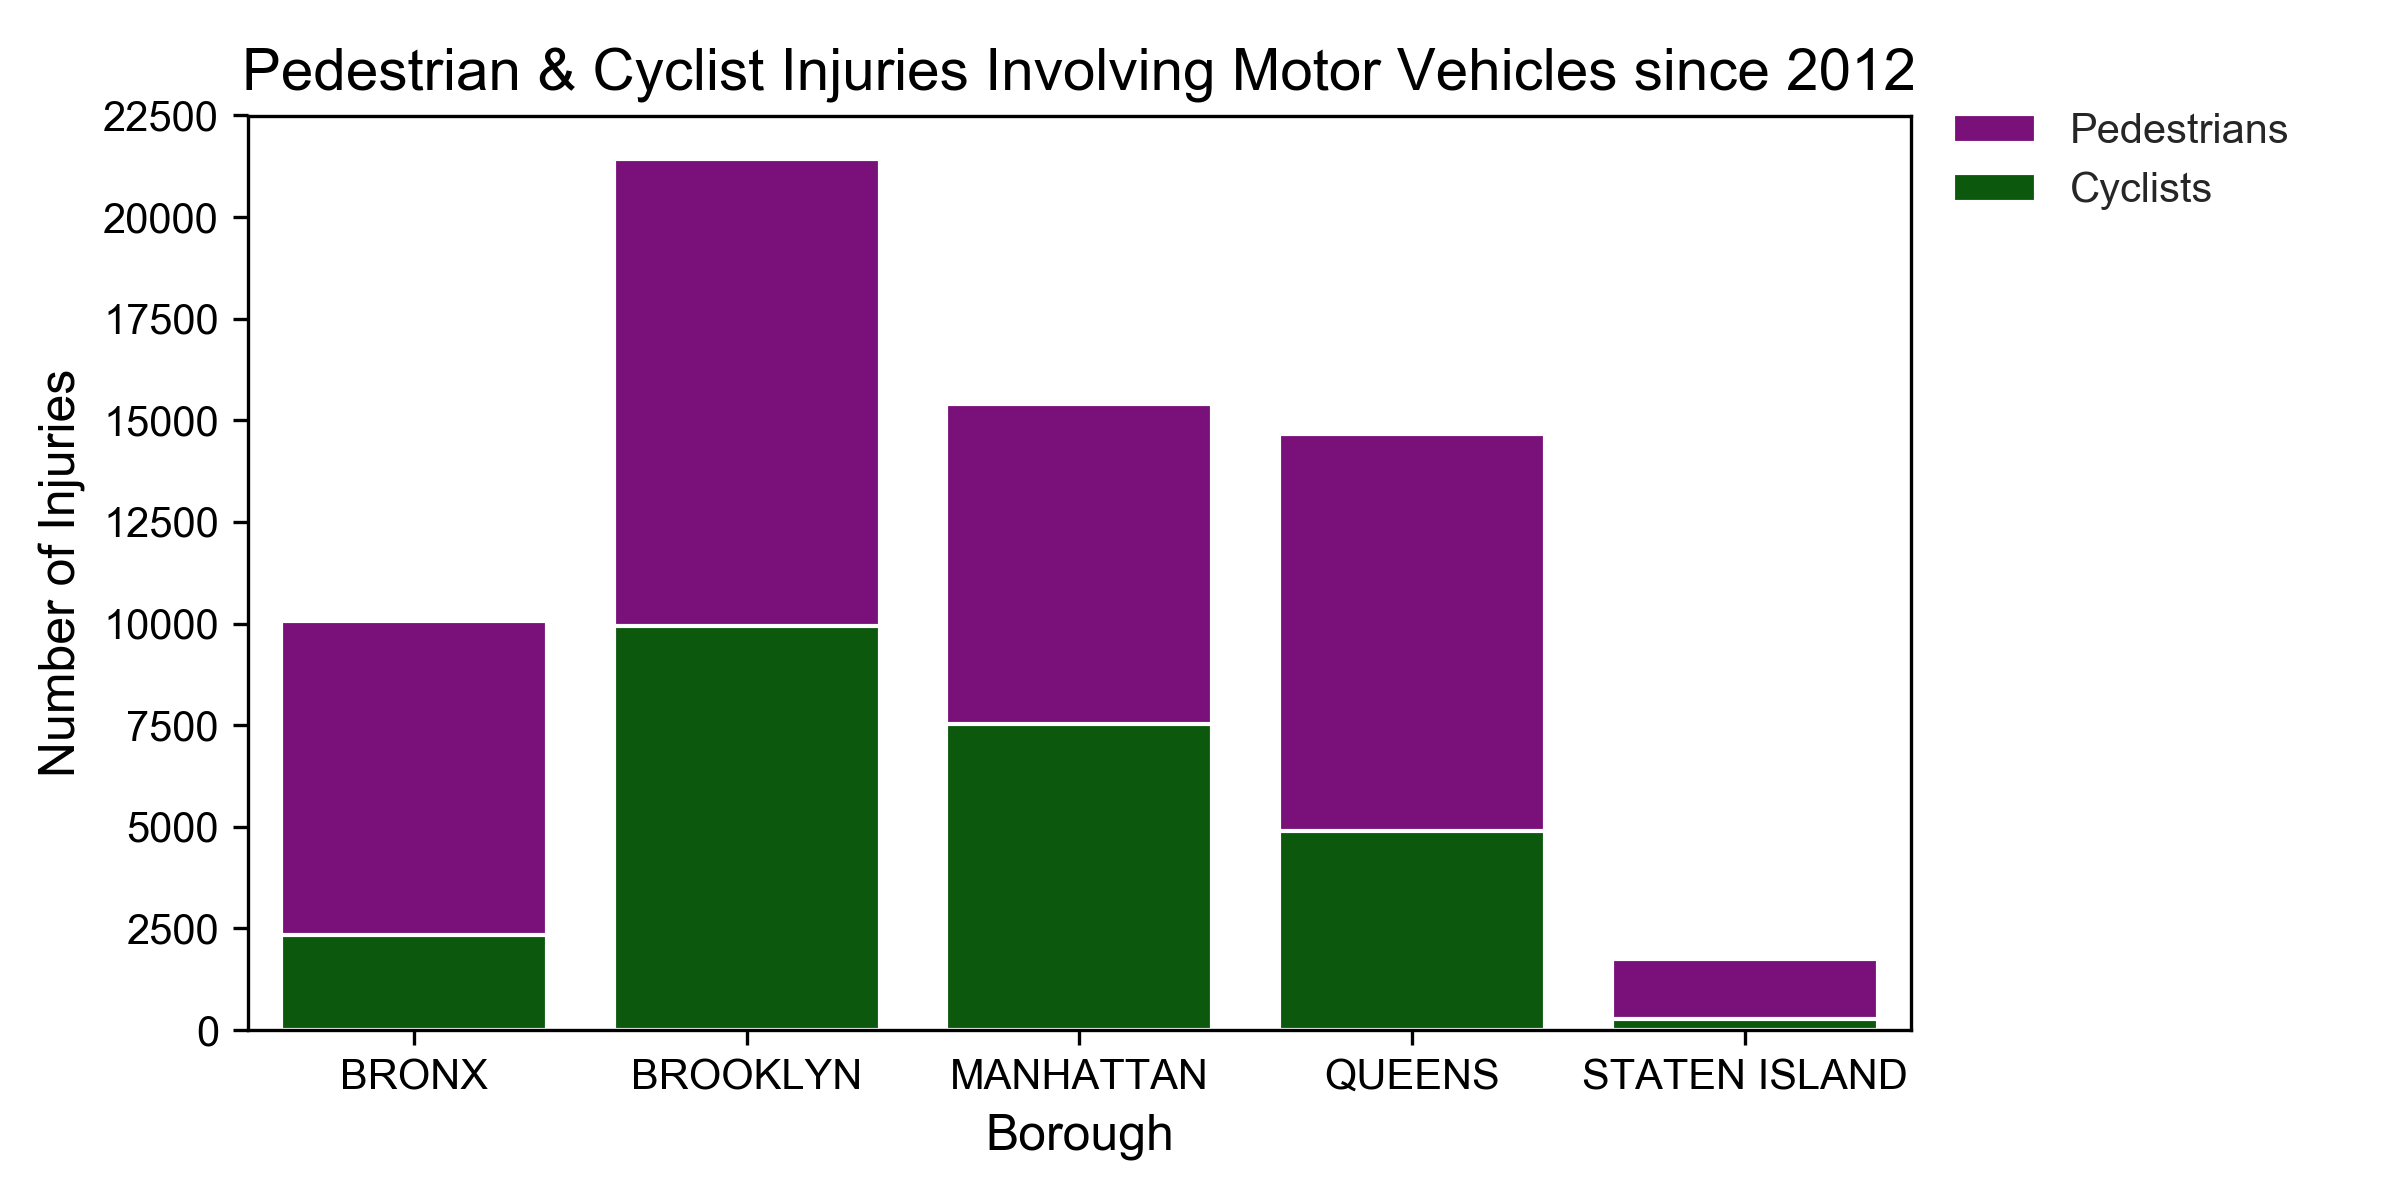 Pedestrian & Cyclist Injuries Involving Motor Vehicles since 2012
Pedestrians
Cyclists
Number of Injuries
22500
20000
17500
15000
12500
10000
7500
5000
2500
0
BRONX
BROOKLYN
MANHATTAN
QUEENS
STATEN ISLAND
Borough